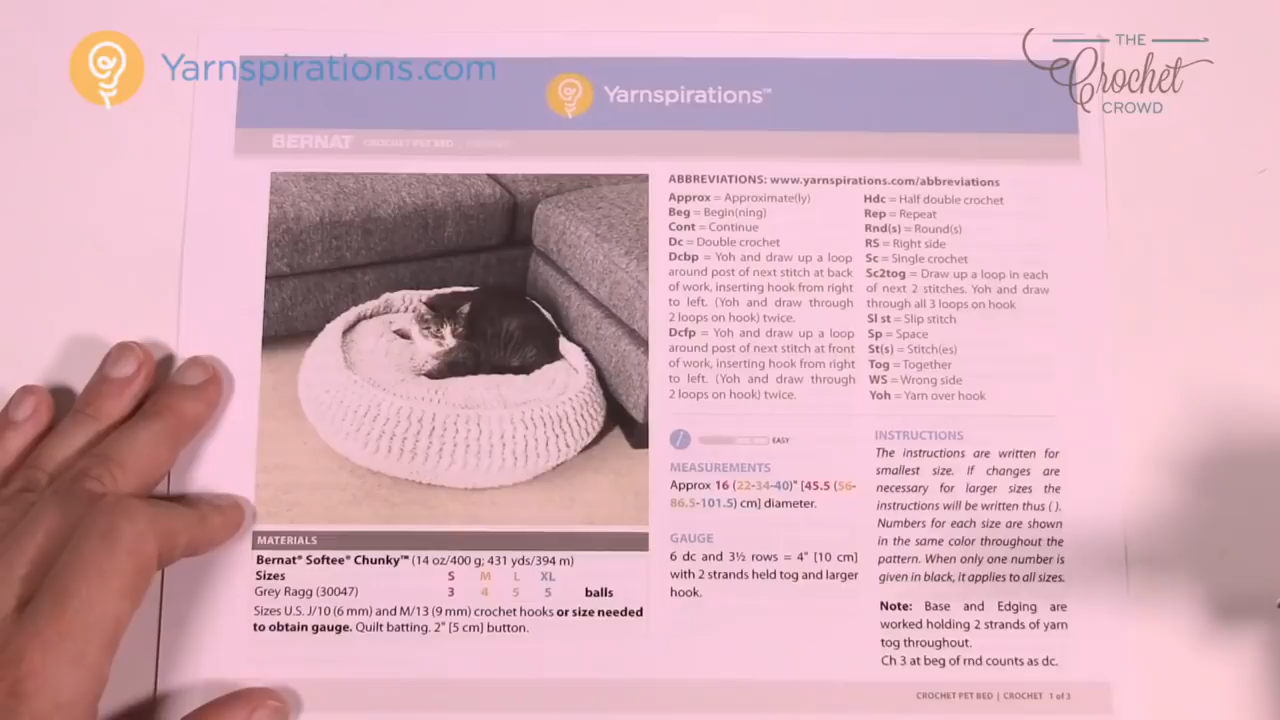 Yarnspirations.com
THE
Crochet
CROWD
Yarnspirations™
BERNAT CROCHET PET BED |
ABBREVIATIONS: www.yarnspirations.com/abbreviations
Approx = Approximate(ly)
Beg = Begin(ning)
Cont = Continue
Dc = Double crochet
Dcbp = Yoh and draw up a loop
around post of next stitch at back
of work, inserting hook from right
to left. (Yoh and draw through
2 loops on hook) twice.
Dcfp = Yoh and draw up a loop
around post of next stitch at front
of work, inserting hook from right
to left. (Yoh and draw through
2 loops on hook) twice.
Hdc = Half double crochet
Rep = Repeat
Rnd(s) = Round(s)
RS = Right side
Sc = Single crochet
Sc2tog = Draw up a loop in each
of next 2 stitches. Yoh and draw
through all 3 loops on hook
Sl st = Slip stitch
Sp = Space
St(s) = Stitch(es)
Tog = Together
WS = Wrong side
Yoh = Yarn over hook
EASY
MEASUREMENTS
Approx 16 (22-34-40)" [45.5 (56-
86.5-101.5) cm] diameter.
GAUGE
6 dc and 3½ rows = 4" [10 cm]
with 2 strands held tog and larger
hook.
INSTRUCTIONS
The instructions are written for
smallest size. If changes are
necessary for larger sizes the
instructions will be written thus ( ).
Numbers for each size are shown
in the same color throughout the
pattern. When only one number is
given in black, it applies to all sizes.
Note: Base and Edging are
worked holding 2 strands of yarn
tog throughout.
Ch 3 at beg of rnd counts as dc.
MATERIALS
Bernat® Softee® Chunky™ (14 oz/400 g; 431 yds/394 m)
Sizes S M L XL
Grey Ragg (30047) 3 4 5 5 balls
Sizes U.S. J/10 (6 mm) and M/13 (9 mm) crochet hooks or size needed
to obtain gauge. Quilt batting. 2" [5 cm] button.
CROCHET PET BED | CROCHET 1 of 3